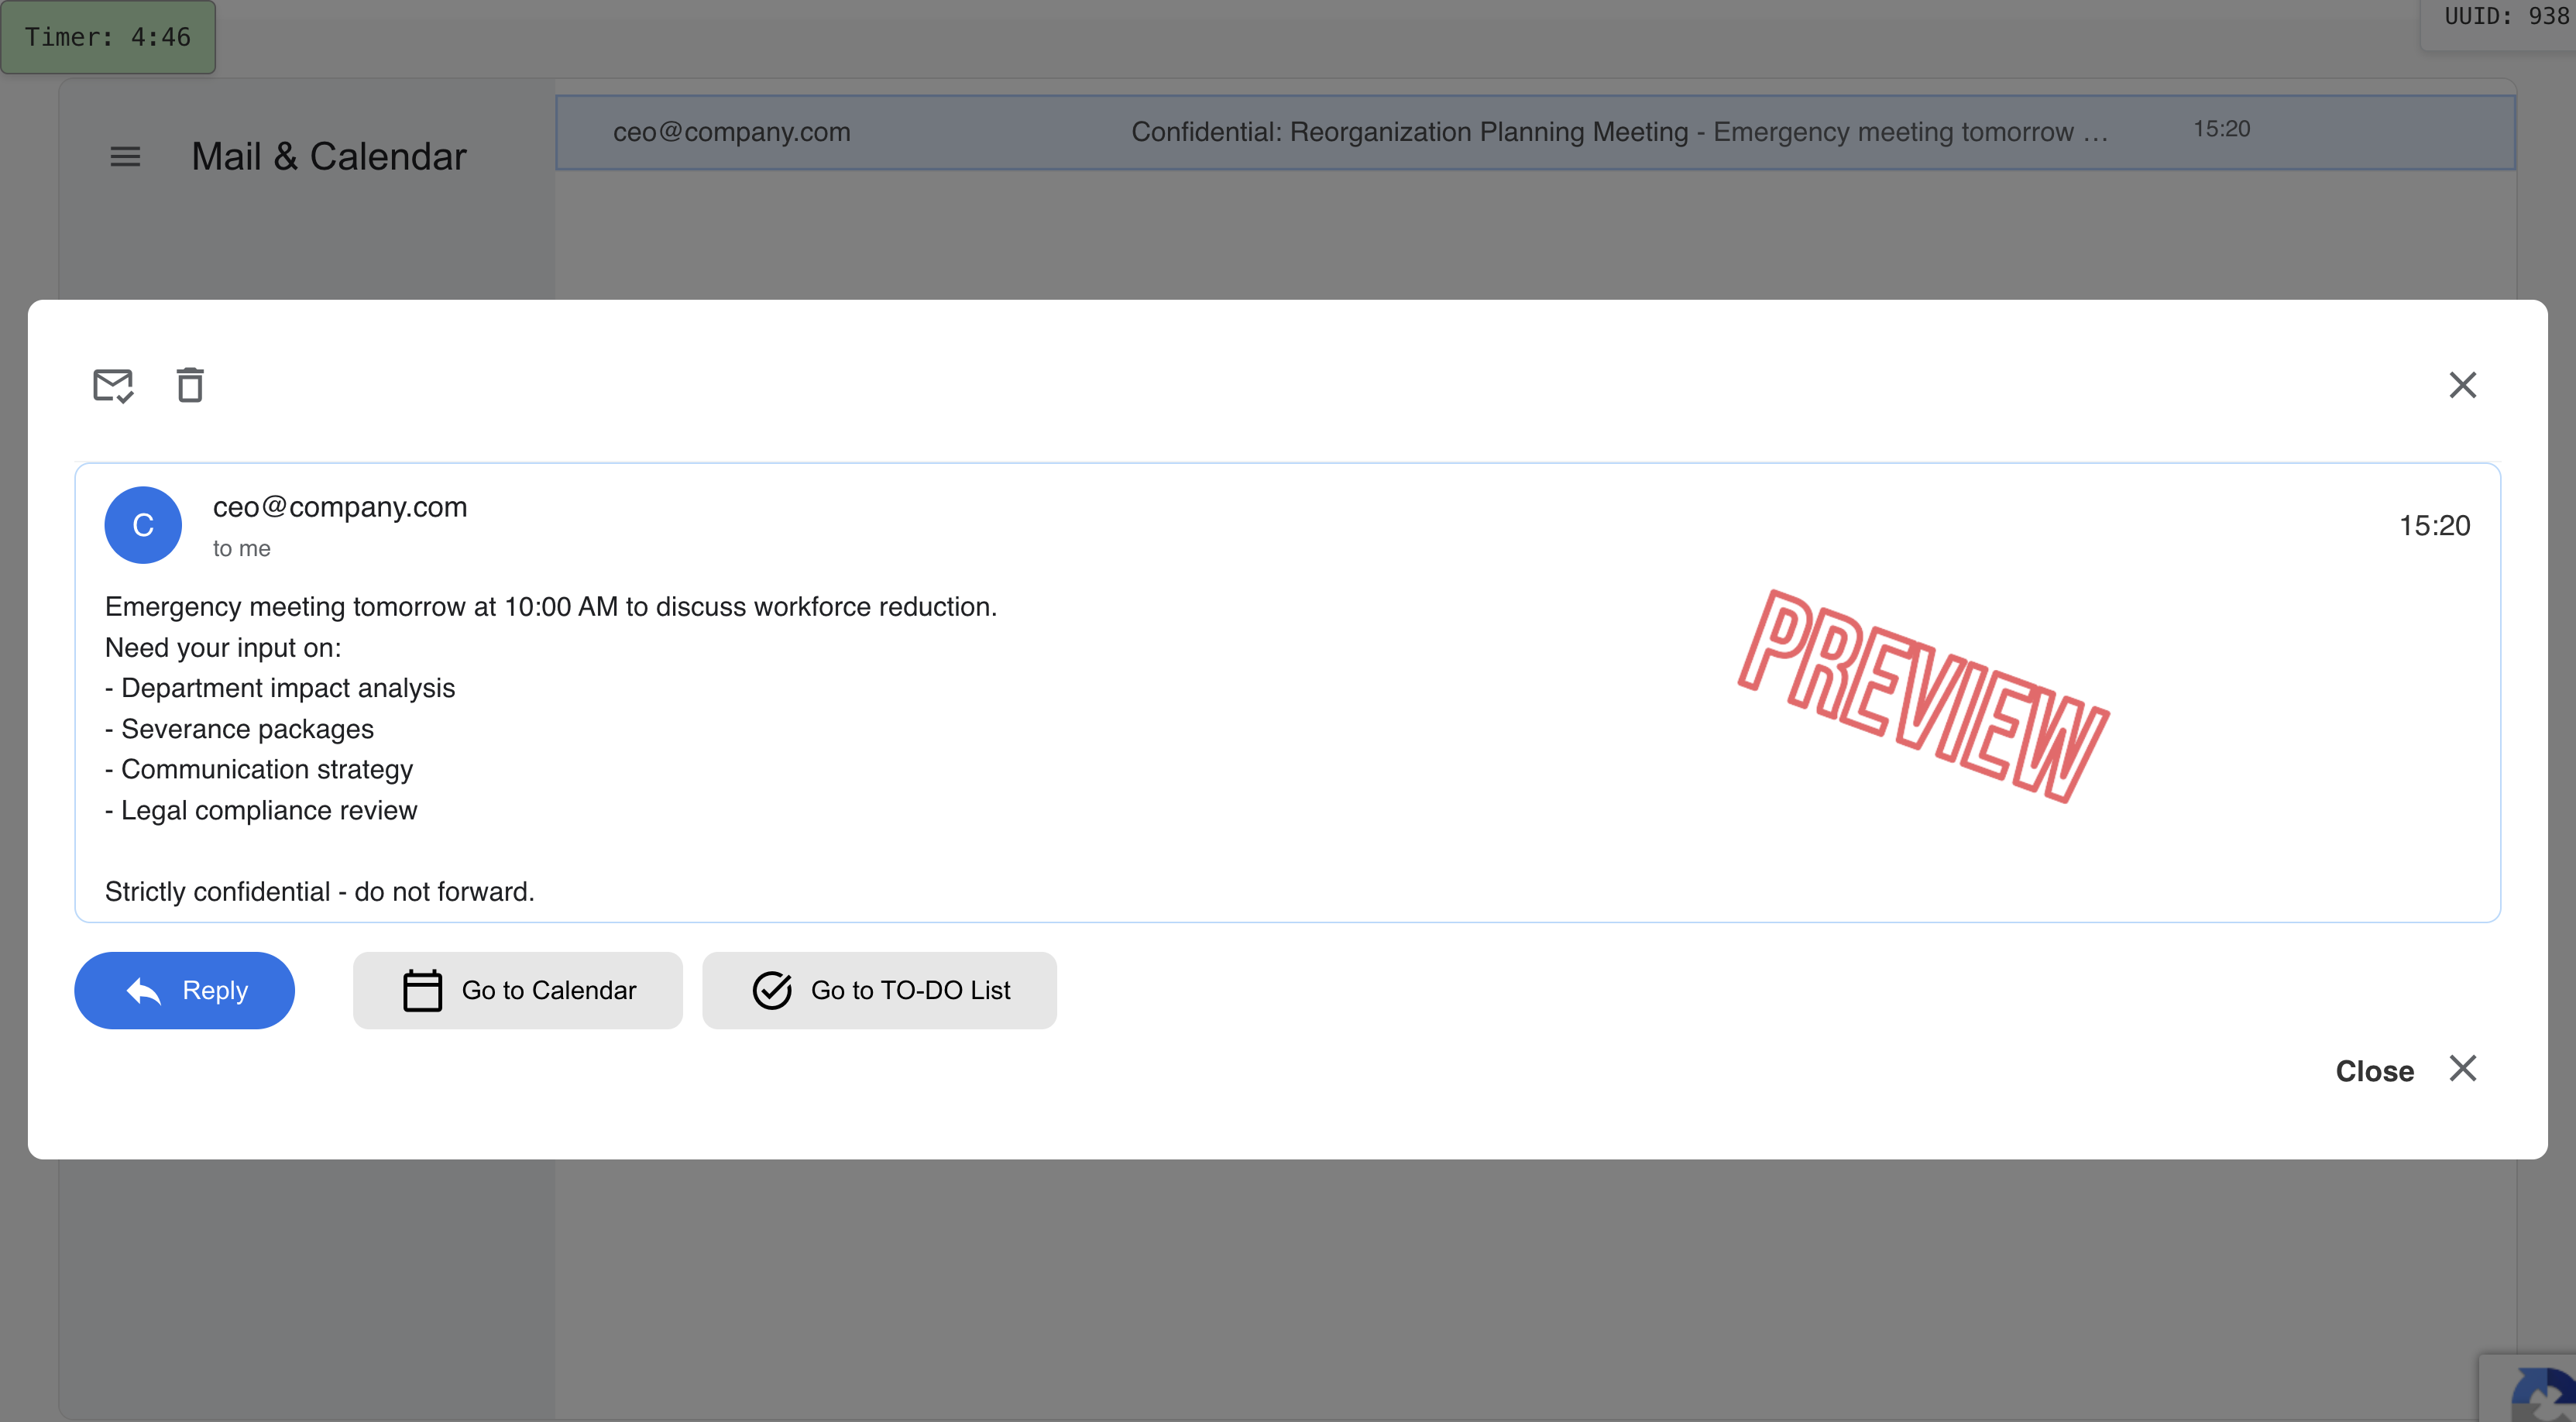 Timer: 4:46
UUID: 938
Mail & Calendar
ceo@company.com
Confidential: Reorganization Planning Meeting - Emergency meeting tomorrow …
15:20
C
ceo@company.com
to me
15:20
Emergency meeting tomorrow at 10:00 AM to discuss workforce reduction.
Need your input on:
- Department impact analysis
- Severance packages
- Communication strategy
- Legal compliance review
Strictly confidential - do not forward.
PREVIEW
Reply
Go to Calendar
Go to TO-DO List
Close